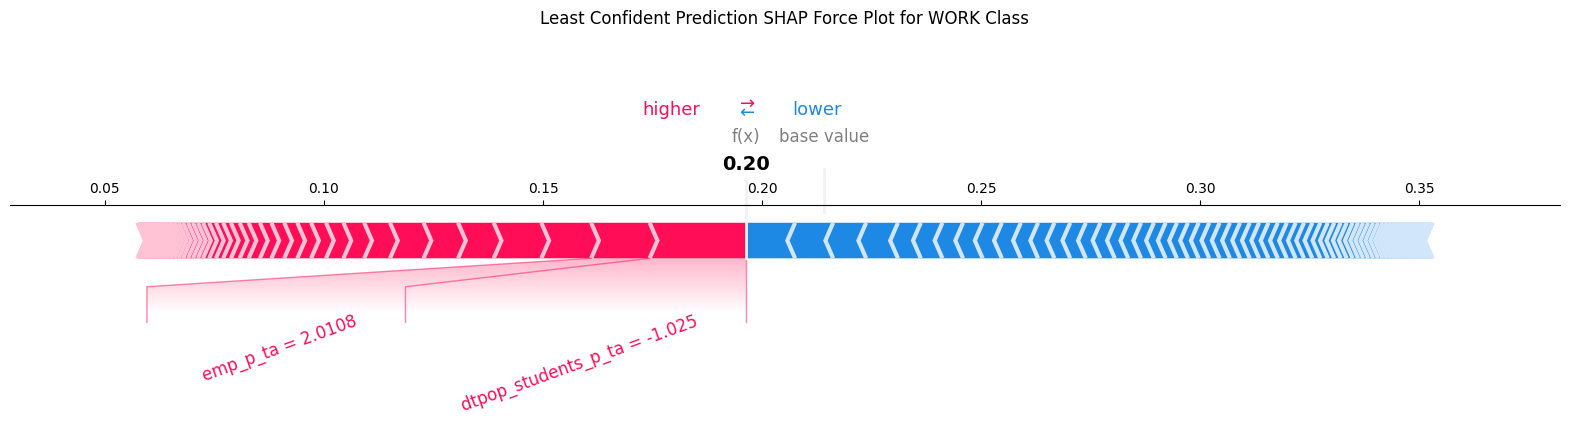 Least Confident Prediction SHAP Force Plot for WORK Class
higher → ← lower
f(x) base value
0.20
0.05 0.10 0.15 0.20 0.25 0.30 0.35
emp_p_ta = 2.0108
dtpop_students_p_ta = -1.025